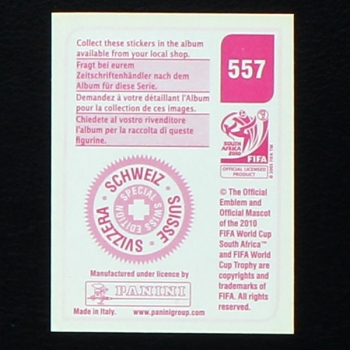 Collect these stickers in the album
available from your local shop.
Fragt bei eurem
Zeitschriftenhändler nach dem
Album für diese Serie.
Demandez à votre détaillant l'Album
pour la collection de ces images.
Chiedete al vostro rivenditore
l'album per la raccolta di queste
figurine.
557
SOUTH AFRICA
2010
FIFA
OFFICIAL LICENSED
PRODUCT
SCHWEIZ · SUISSE · SVIZZERA ·
SPECIAL SWISS EDITION
© The Official
Emblem and
Official Mascot
of the 2010
FIFA World Cup
South Africa™
and FIFA World
Cup Trophy are
copyrights and
trademarks of
FIFA. All rights
reserved.
Manufactured under licence by
PANINI
Made in Italy. www.paninigroup.com